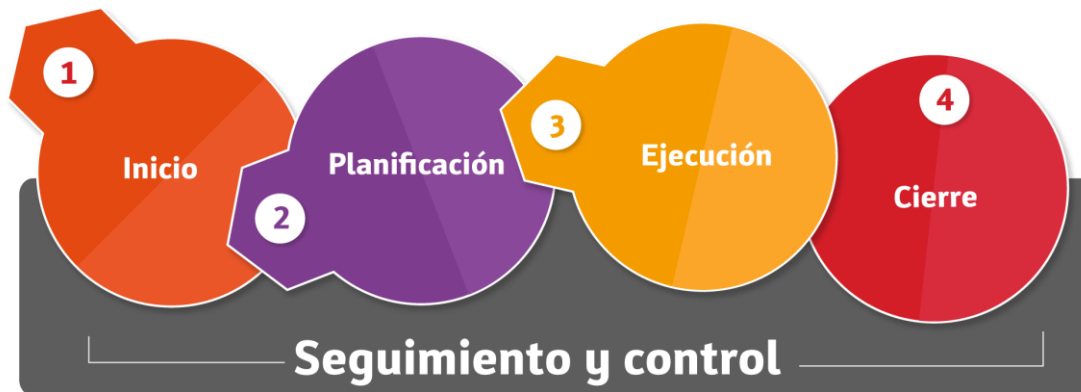 1
Inicio
2
Planificación
3
Ejecución
4
Cierre
Seguimiento y control